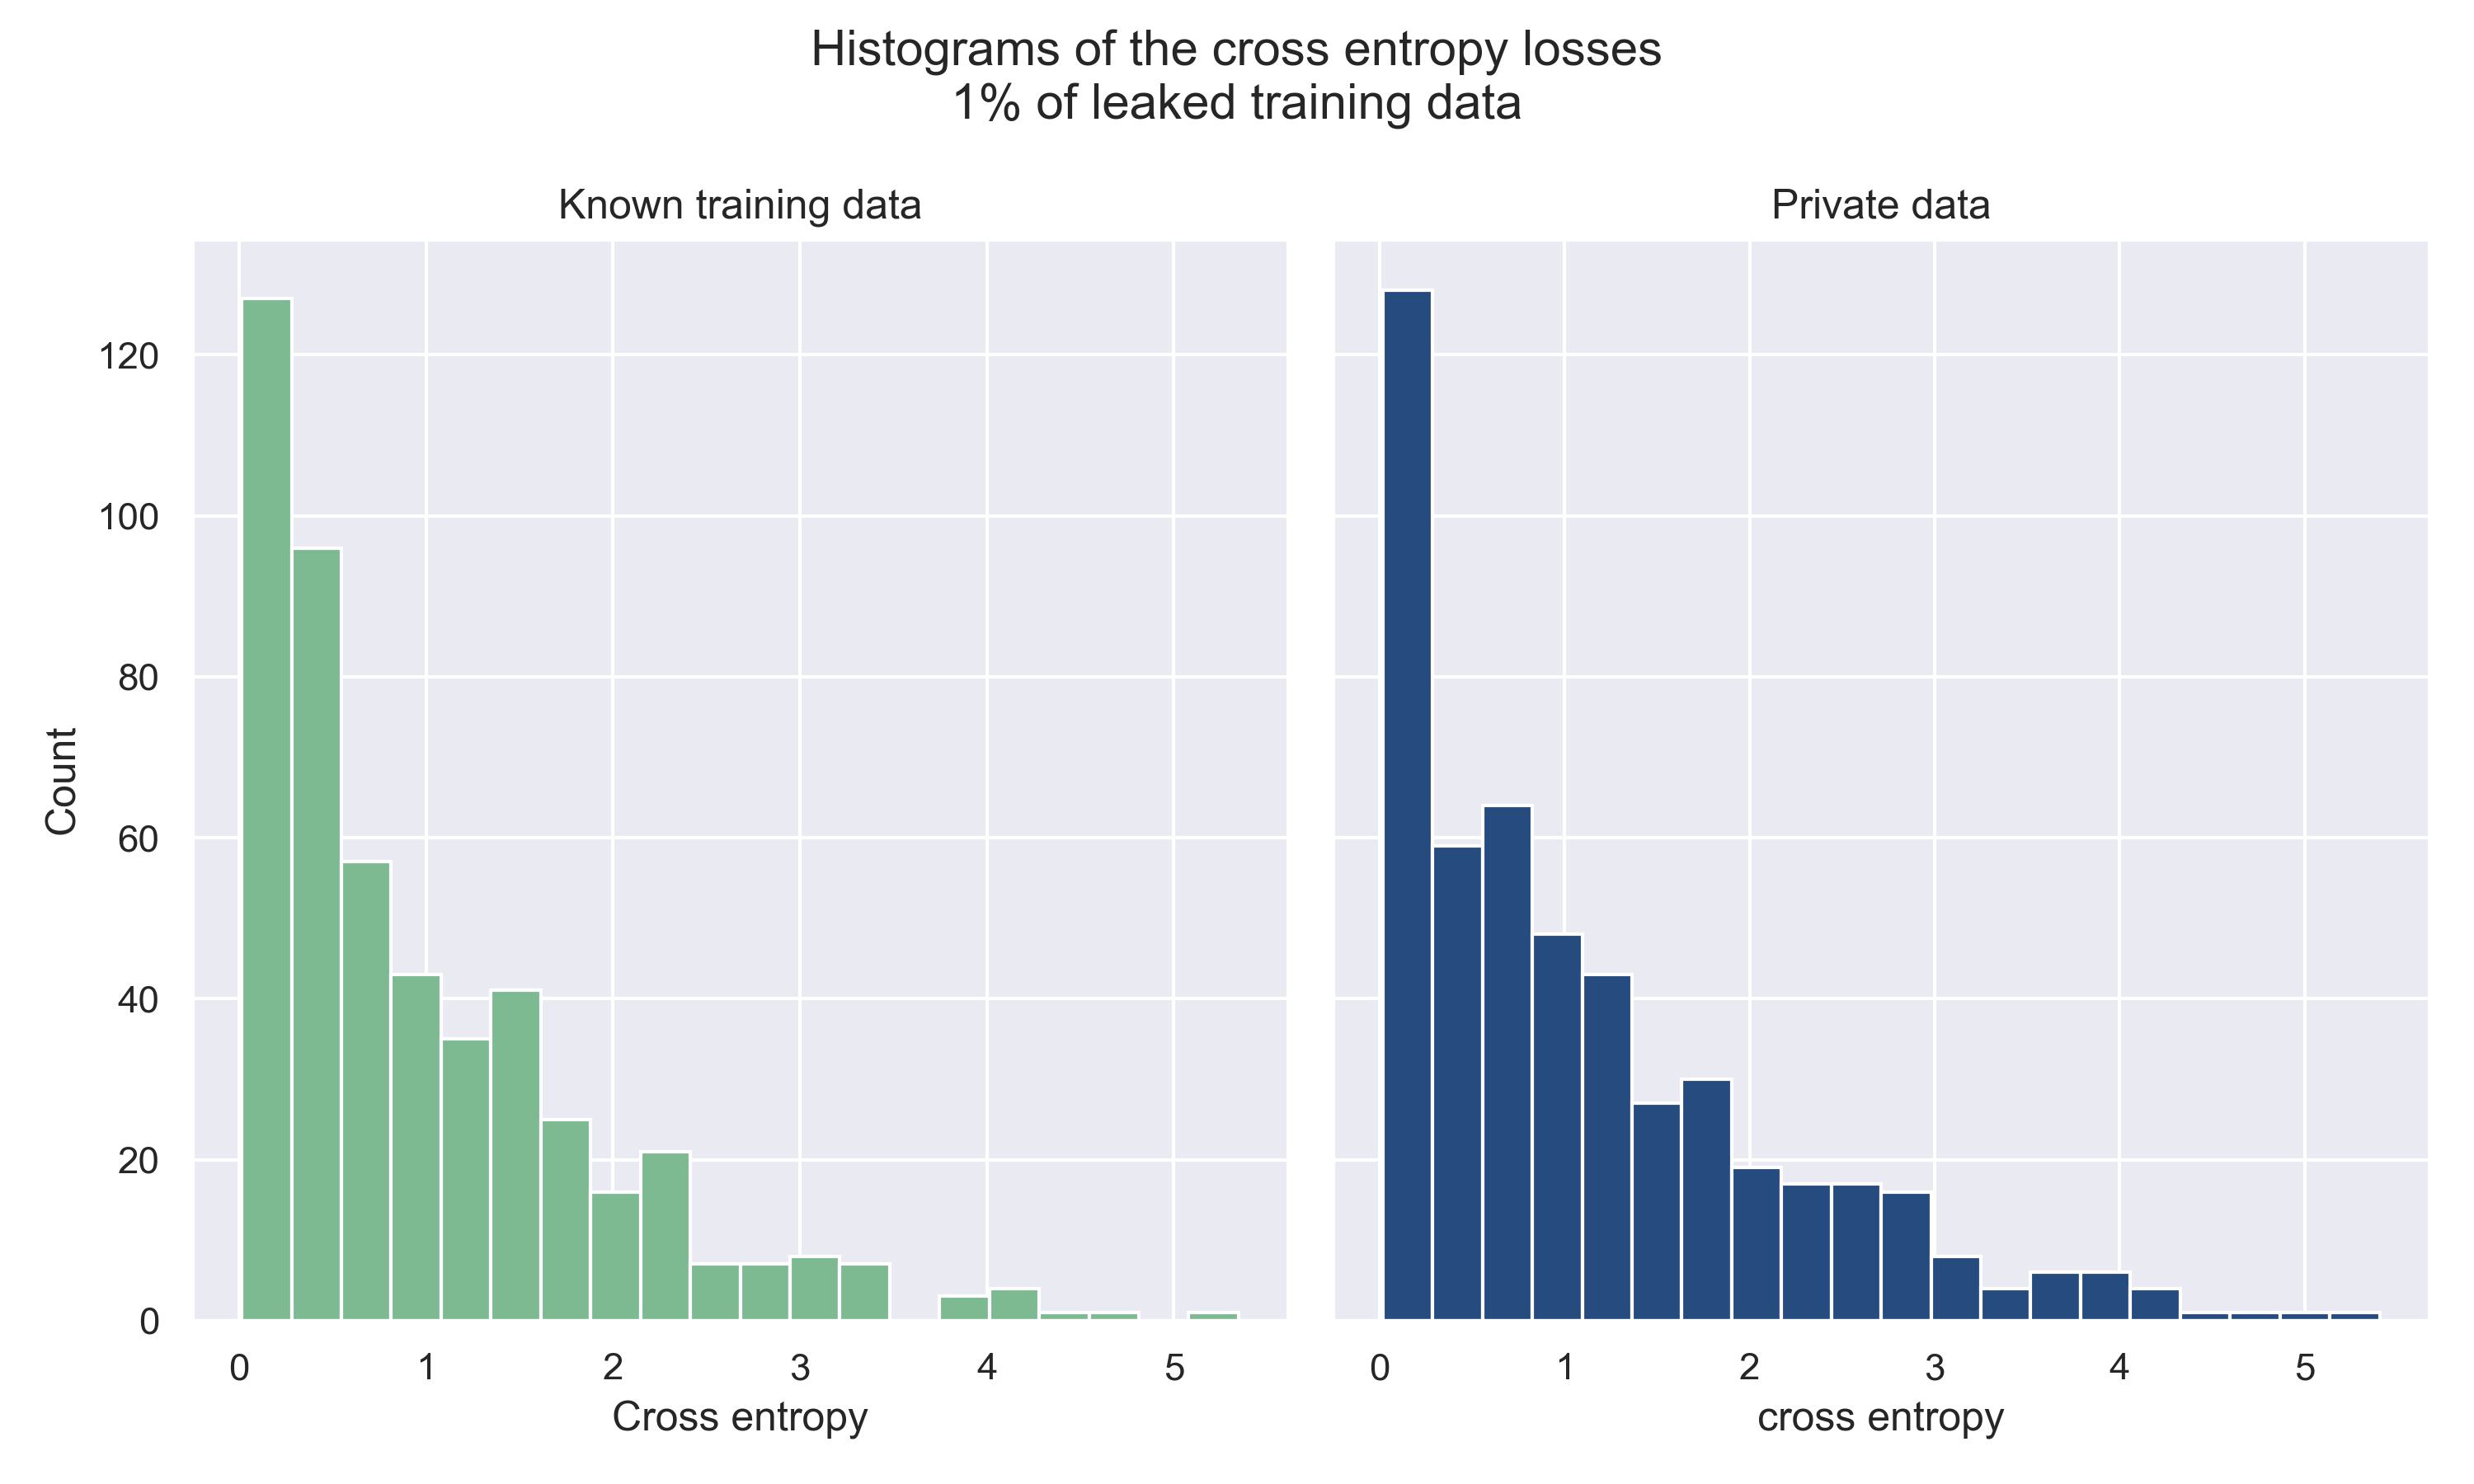 Histograms of the cross entropy losses
1% of leaked training data
Known training data
Private data
Count
120
100
80
60
40
20
0
0 1 2 3 4 5
Cross entropy
0 1 2 3 4 5
cross entropy